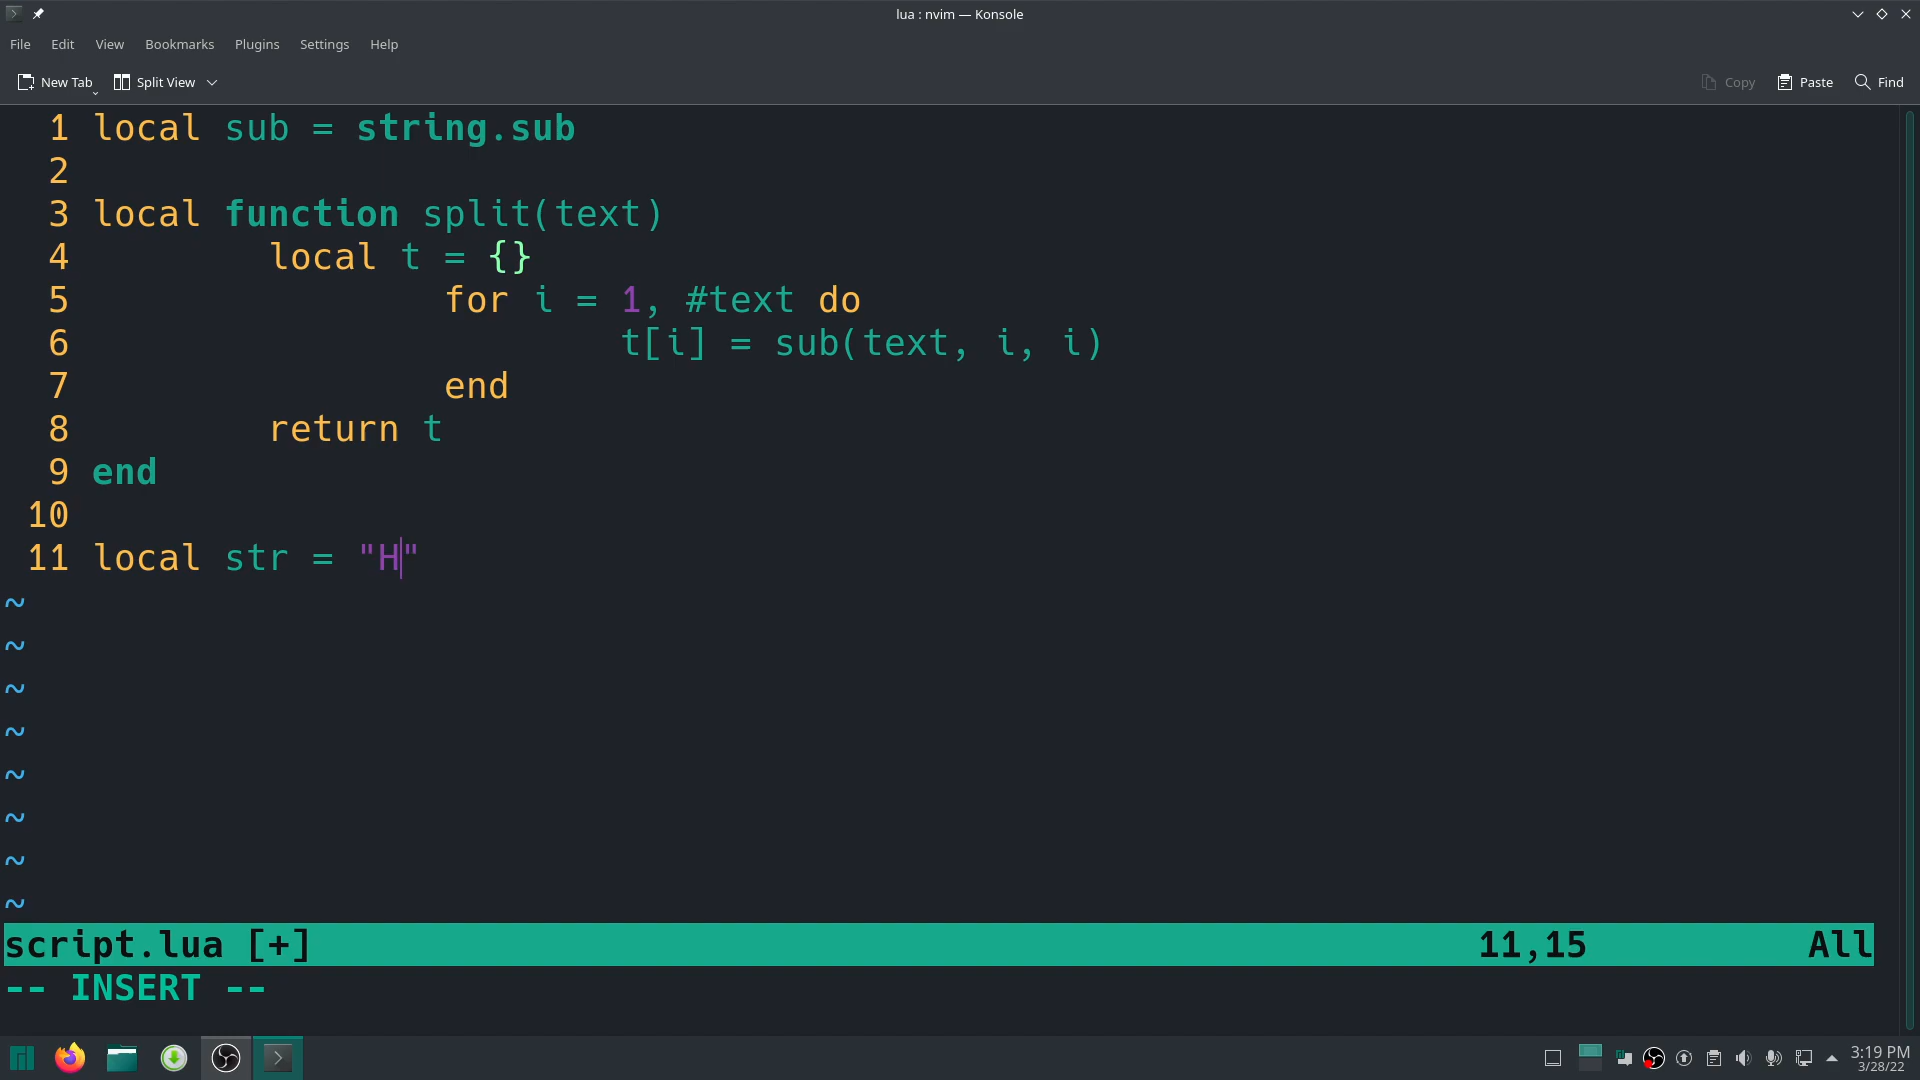 lua : nvim — Konsole
File Edit View Bookmarks Plugins Settings Help
New Tab Split View Copy Paste Find
1 local sub = string.sub
2
3 local function split(text)
4         local t = {}
5                 for i = 1, #text do
6                         t[i] = sub(text, i, i)
7                 end
8         return t
9 end
10
11 local str = "H"
~
~
~
~
~
~
~
~
script.lua [+] 11,15 All
-- INSERT --
3:19 PM
3/28/22